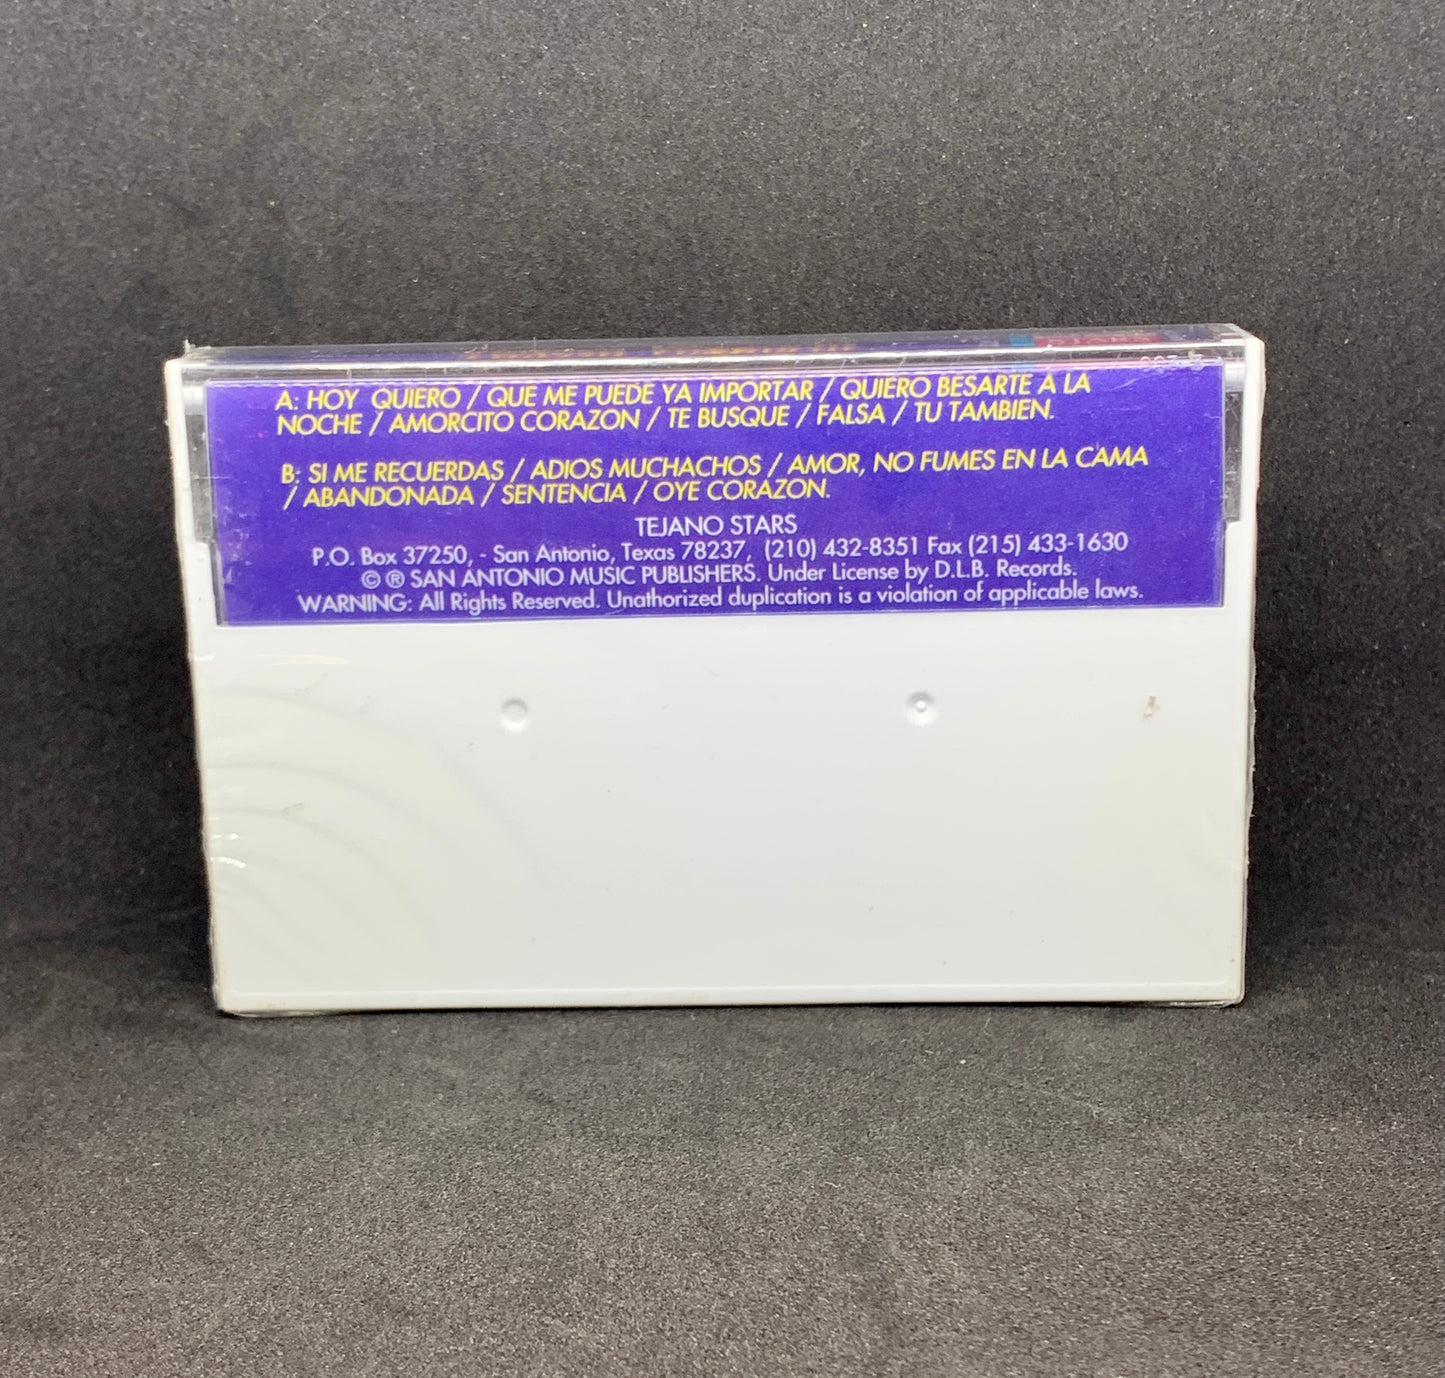 A: HOY QUIERO / QUE ME PUEDE YA IMPORTAR / QUIERO BESARTE A LA
NOCHE / AMORCITO CORAZON / TE BUSQUE / FALSA / TU TAMBIEN.
B: SI ME RECUERDAS / ADIOS MUCHACHOS / AMOR, NO FUMES EN LA CAMA
/ ABANDONADA / SENTENCIA / OYE CORAZON.
TEJANO STARS
P.O. Box 37250, - San Antonio, Texas 78237, (210) 432-8351 Fax (215) 433-1630
© ® SAN ANTONIO MUSIC PUBLISHERS. Under License by D.L.B. Records.
WARNING: All Rights Reserved. Unathorized duplication is a violation of applicable laws.